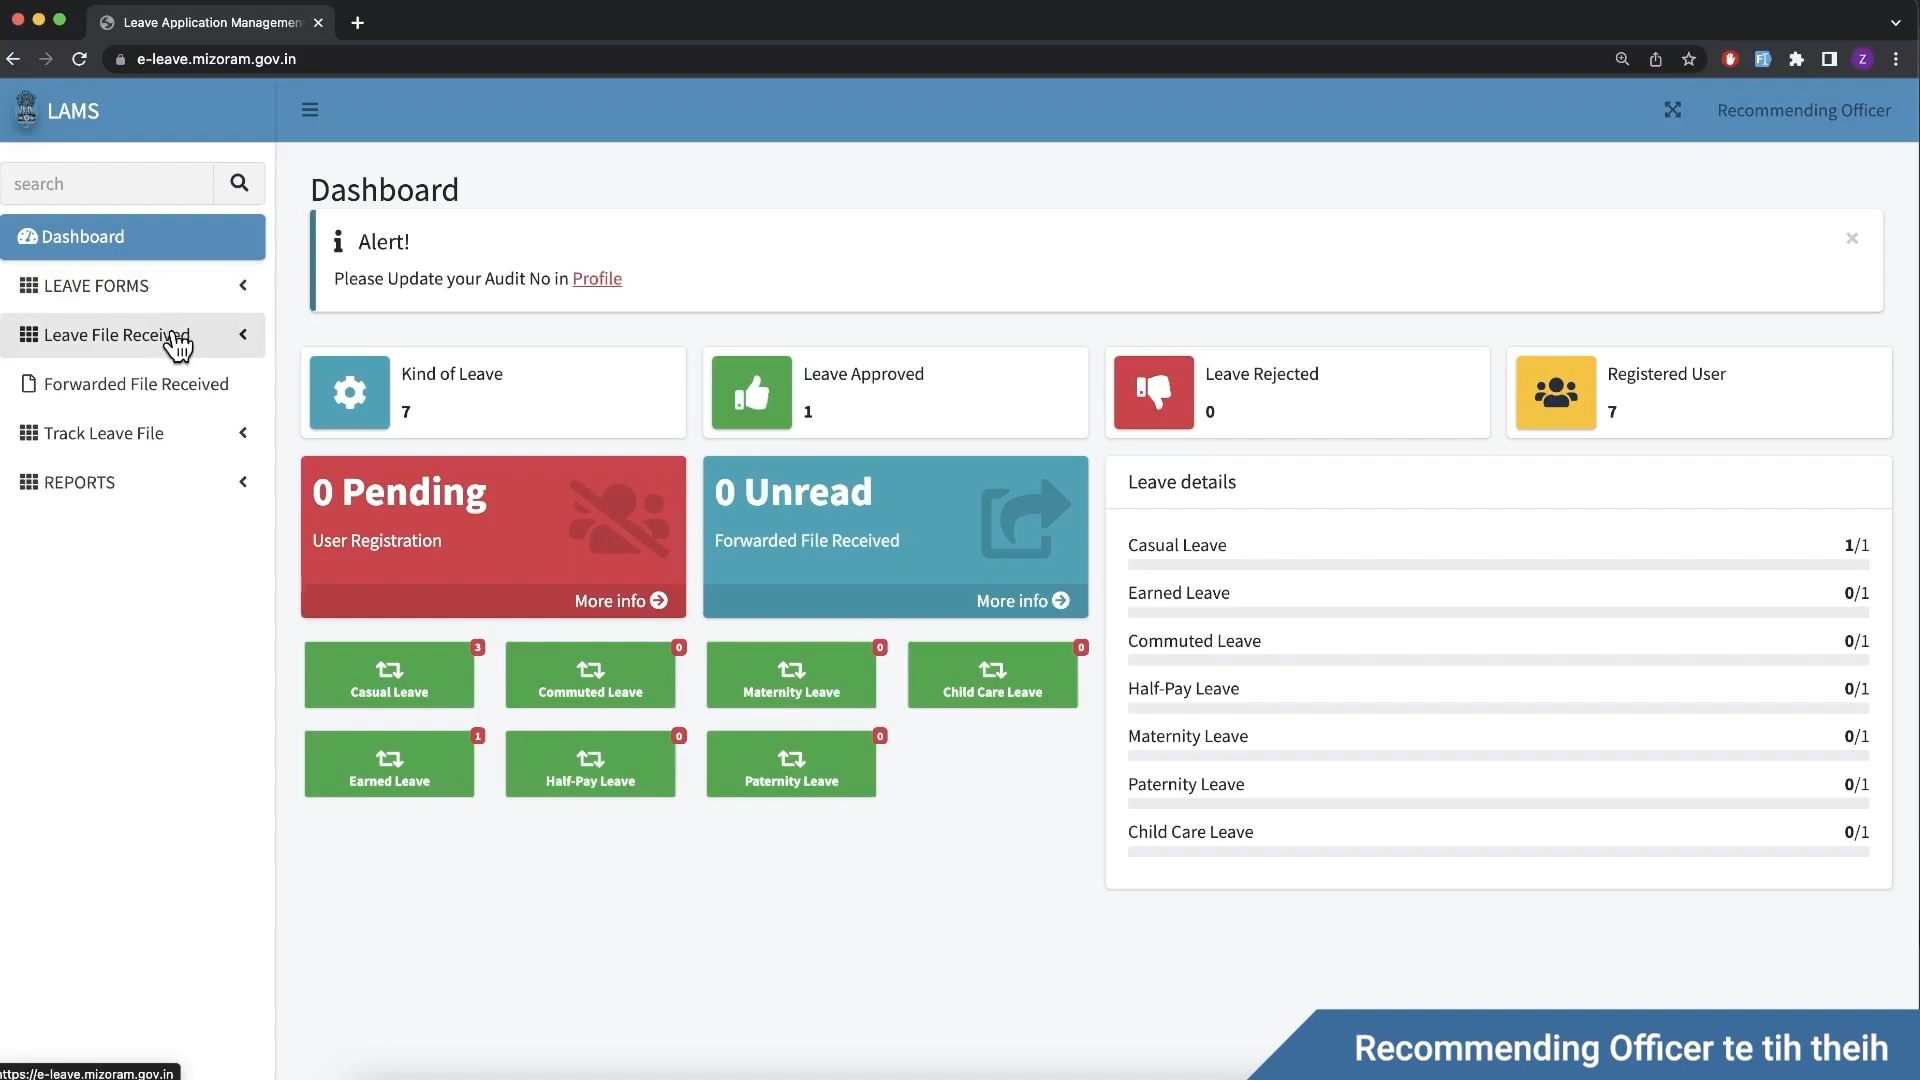 Leave Application Managemen
e-leave.mizoram.gov.in
Z
LAMS
Recommending Officer
search
Dashboard
LEAVE FORMS
Leave File Received
Forwarded File Received
Track Leave File
REPORTS
Dashboard
Alert!
Please Update your Audit No in Profile
Kind of Leave
7
Leave Approved
1
Leave Rejected
0
Registered User
7
0 Pending
User Registration
More info
0 Unread
Forwarded File Received
More info
3
Casual Leave
0
Commuted Leave
0
Maternity Leave
0
Child Care Leave
1
Earned Leave
0
Half-Pay Leave
0
Paternity Leave
Leave details
Casual Leave 1/1
Earned Leave 0/1
Commuted Leave 0/1
Half-Pay Leave 0/1
Maternity Leave 0/1
Paternity Leave 0/1
Child Care Leave 0/1
Recommending Officer te tih theih
https://e-leave.mizoram.gov.in